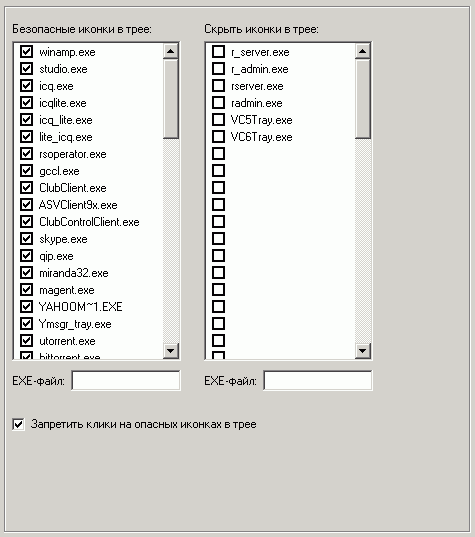 Безопасные иконки в трее:
winamp.exe
studio.exe
icq.exe
icqlite.exe
icq_lite.exe
lite_icq.exe
rsoperator.exe
gccl.exe
ClubClient.exe
ASVClient9x.exe
ClubControlClient.exe
skype.exe
qip.exe
miranda32.exe
magent.exe
YAHOOM~1.EXE
Ymsgr_tray.exe
utorrent.exe
bittorrent.exe
EXE-файл:
Скрыть иконки в трее:
r_server.exe
r_admin.exe
rserver.exe
radmin.exe
VC5Tray.exe
VC6Tray.exe
EXE-файл:
Запретить клики на опасных иконках в трее